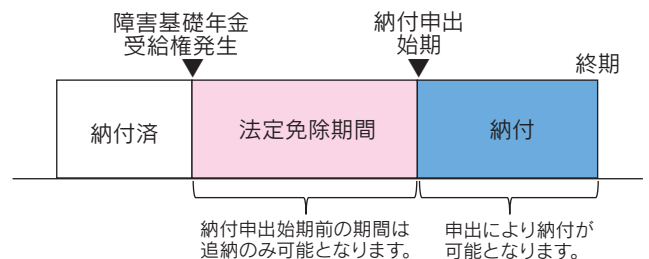 障害基礎年金
受給権発生
納付申出
始期
終期
納付済
法定免除期間
納付
納付申出始期前の期間は
追納のみ可能となります。
申出により納付が
可能となります。